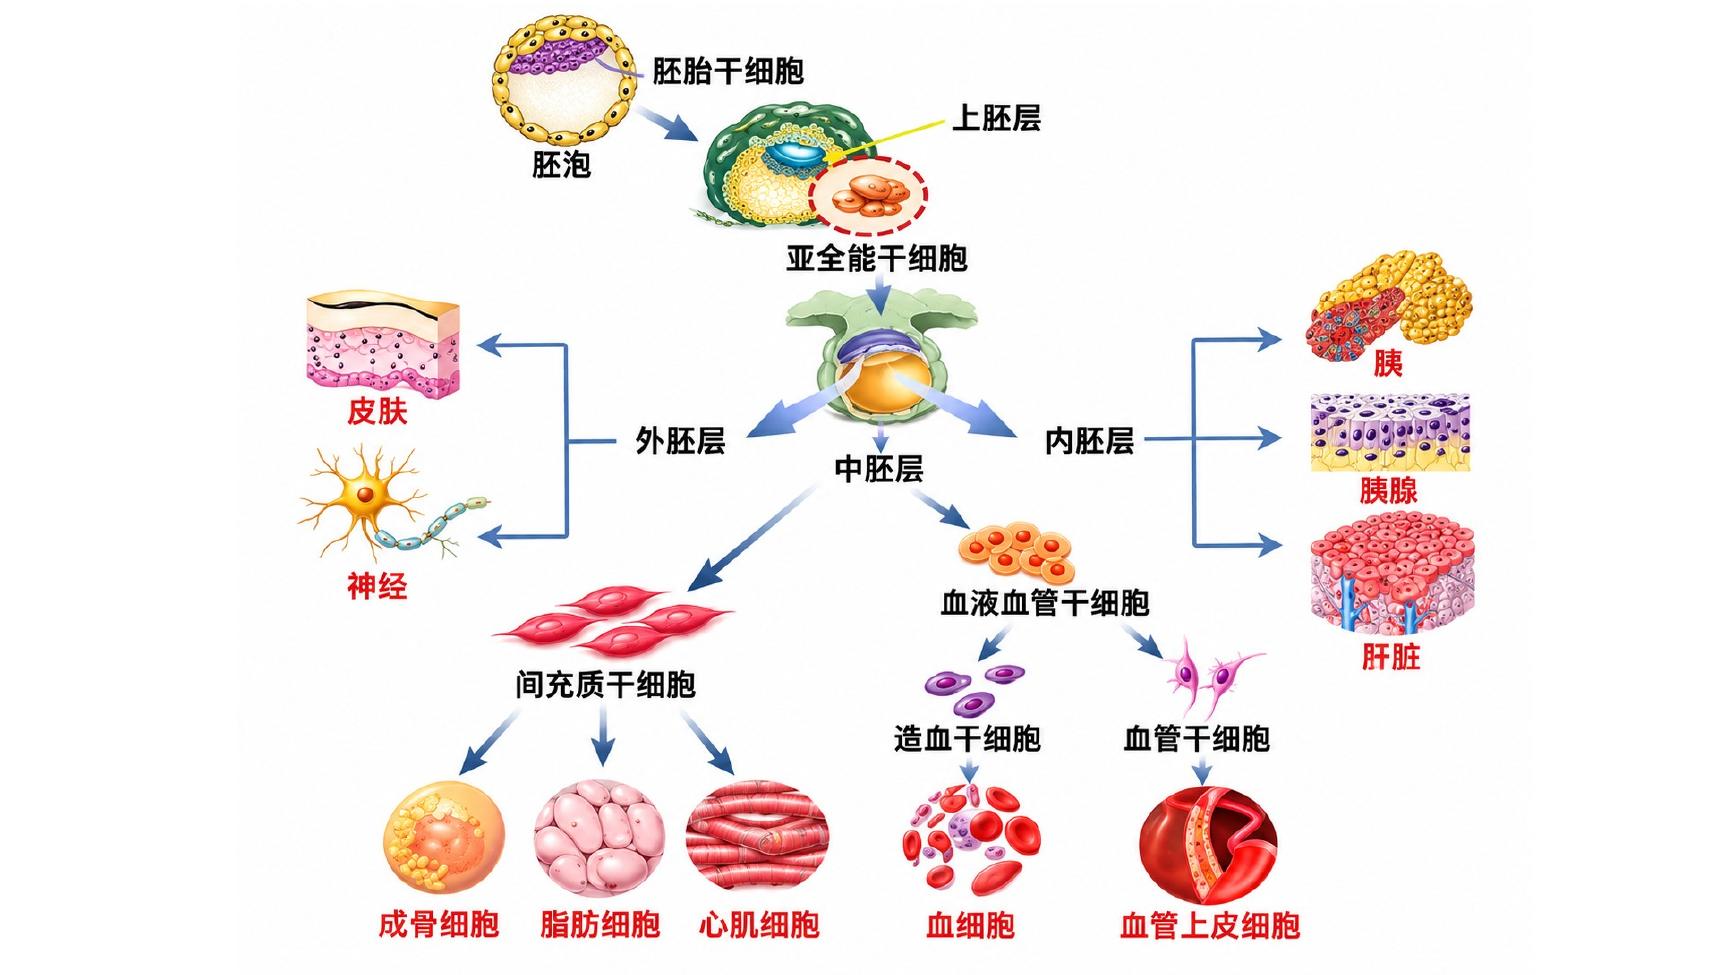 胚胎干细胞
上胚层
胚泡
亚全能干细胞
皮肤
胰
外胚层
内胚层
中胚层
胰腺
神经
血液血管干细胞
肝脏
间充质干细胞
造血干细胞
血管干细胞
成骨细胞
脂肪细胞
心肌细胞
血细胞
血管上皮细胞